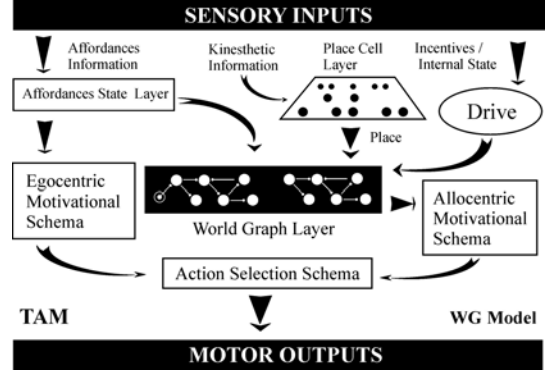 SENSORY INPUTS
Affordances
Information
Kinesthetic
Information
Place Cell
Layer
Incentives /
Internal State
Affordances State Layer
Drive
Place
Egocentric
Motivational
Schema
World Graph Layer
Allocentric
Motivational
Schema
Action Selection Schema
TAM
WG Model
MOTOR OUTPUTS